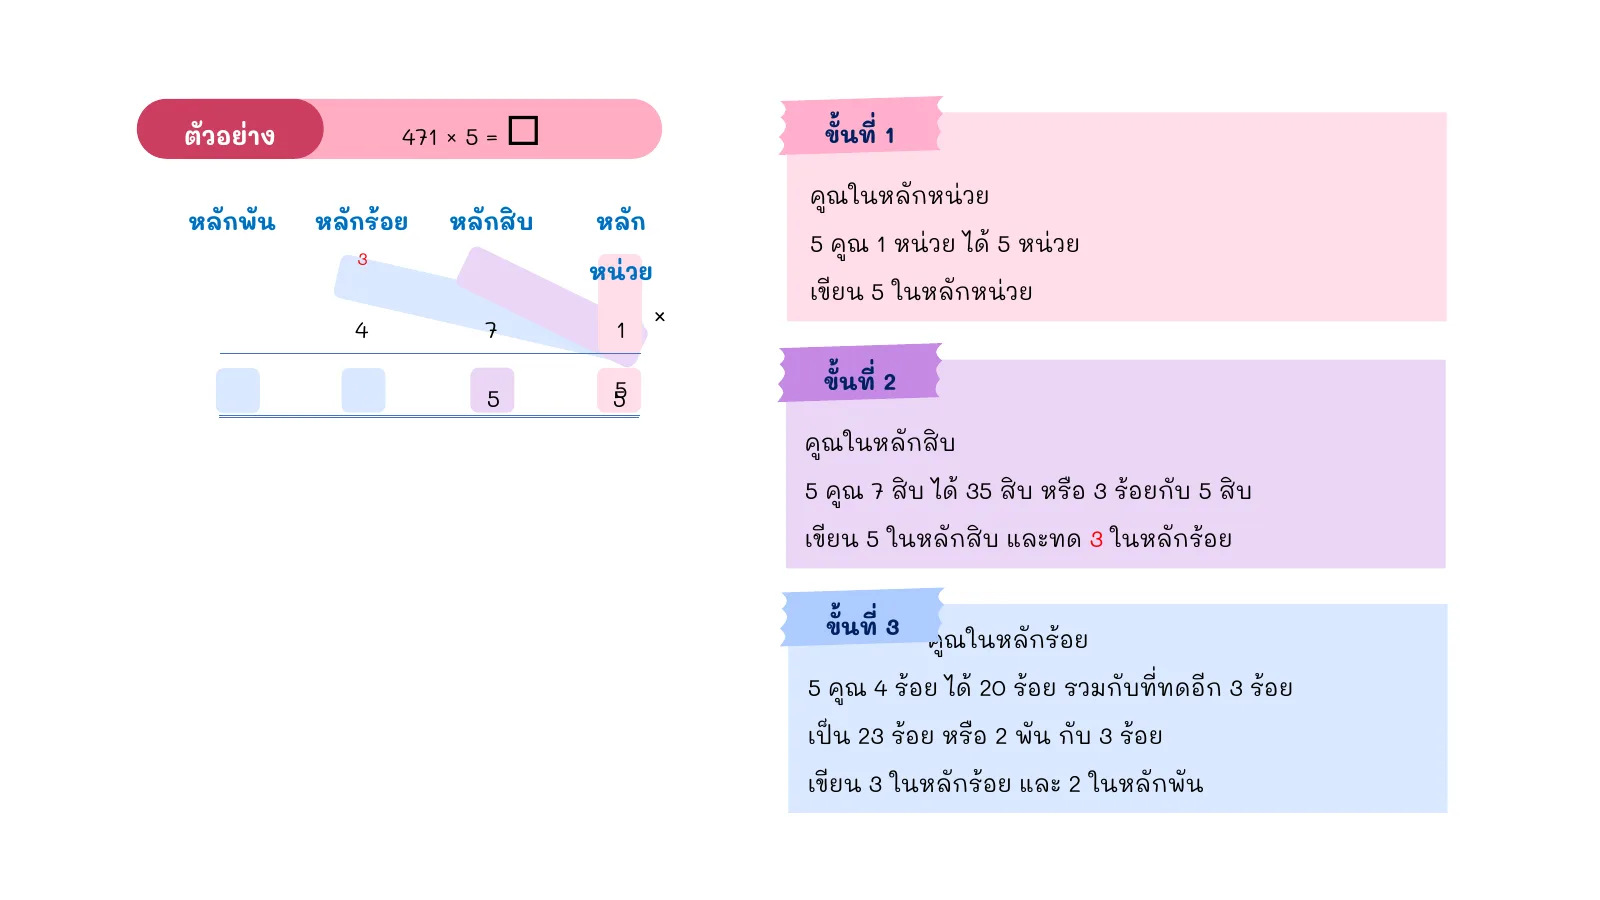 ตัวอย่าง
471 × 5 =
หลักพัน หลักร้อย หลักสิบ หลัก
หน่วย
3
4 7 1 ×
5
5 5
ขั้นที่ 1
คูณในหลักหน่วย
5 คูณ 1 หน่วย ได้ 5 หน่วย
เขียน 5 ในหลักหน่วย
ขั้นที่ 2
คูณในหลักสิบ
5 คูณ 7 สิบ ได้ 35 สิบ หรือ 3 ร้อยกับ 5 สิบ
เขียน 5 ในหลักสิบ และทด 3 ในหลักร้อย
ขั้นที่ 3
คูณในหลักร้อย
5 คูณ 4 ร้อย ได้ 20 ร้อย รวมกับที่ทดอีก 3 ร้อย
เป็น 23 ร้อย หรือ 2 พัน กับ 3 ร้อย
เขียน 3 ในหลักร้อย และ 2 ในหลักพัน